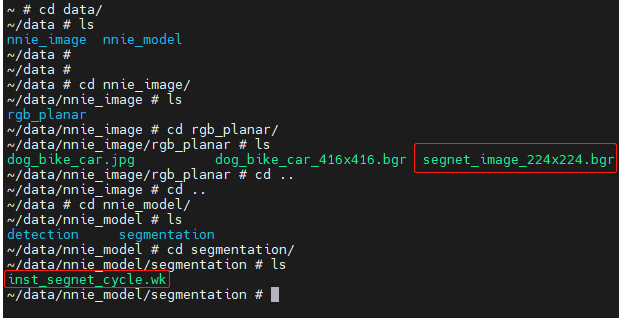 ~ # cd data/
~/data # ls
nnie_image  nnie_model
~/data #
~/data #
~/data # cd nnie_image/
~/data/nnie_image # ls
rgb_planar
~/data/nnie_image # cd rgb_planar/
~/data/nnie_image/rgb_planar # ls
dog_bike_car.jpg  dog_bike_car_416x416.bgr  segnet_image_224x224.bgr
~/data/nnie_image/rgb_planar # cd ..
~/data/nnie_image # cd ..
~/data # cd nnie_model/
~/data/nnie_model # ls
detection  segmentation
~/data/nnie_model # cd segmentation/
~/data/nnie_model/segmentation # ls
inst_segnet_cycle.wk
~/data/nnie_model/segmentation #